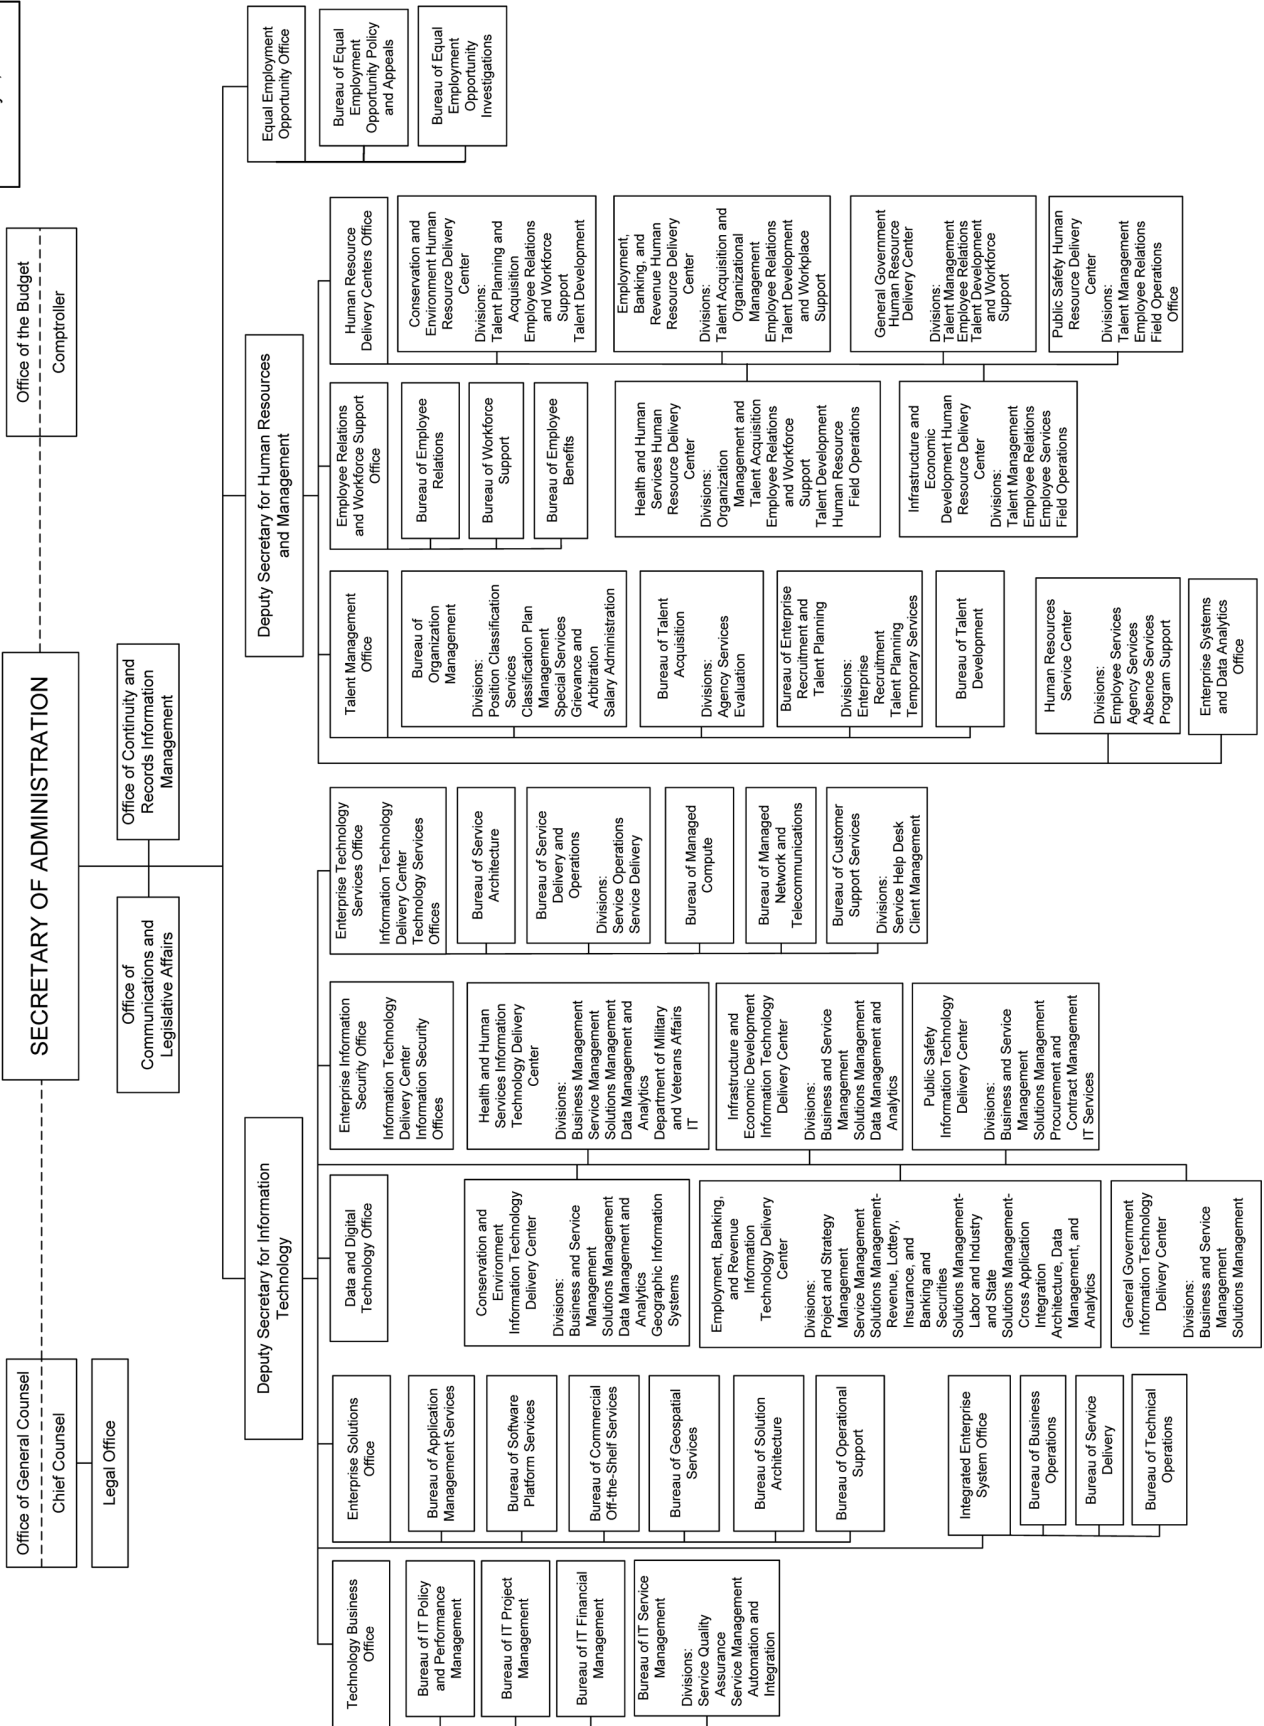 SECRETARY OF ADMINISTRATION
Office of General Counsel
Chief Counsel
Legal Office
Office of the Budget
Comptroller
Office of
Communications and
Legislative Affairs
Office of Continuity and
Records Information
Management
Deputy Secretary for Information
Technology
Technology Business
Office
Bureau of IT Policy
and Performance
Management
Bureau of IT Project
Management
Bureau of IT Financial
Management
Bureau of IT Service
Management
Divisions:
Service Quality
Assurance
Service Management
Automation and
Integration
Enterprise Solutions
Office
Bureau of Application
Management Services
Bureau of Software
Platform Services
Bureau of Commercial
Off-the-Shelf Services
Bureau of Geospatial
Services
Bureau of Solution
Architecture
Bureau of Operational
Support
Integrated Enterprise
System Office
Bureau of Business
Operations
Bureau of Service
Delivery
Bureau of Technical
Operations
Data and Digital
Technology Office
Conservation and
Environment
Information Technology
Delivery Center
Divisions:
Business and Service
Management
Solutions Management
Data Management and
Analytics
Geographic Information
Systems
Employment, Banking,
and Revenue
Information
Technology Delivery
Center
Divisions:
Project and Strategy
Management
Service Management
Solutions Management-
Revenue, Lottery,
Insurance, and
Banking and
Securities
Solutions Management-
Labor and Industry
and State
Solutions Management-
Cross Application
Integration
Architecture, Data
Management, and
Analytics
General Government
Information Technology
Delivery Center
Divisions:
Business and Service
Management
Solutions Management
Enterprise Information
Security Office
Information Technology
Delivery Center
Information Security
Offices
Health and Human
Services Information
Technology Delivery
Center
Divisions:
Business Management
Service Management
Solutions Management
Data Management and
Analytics
Department of Military
and Veterans Affairs
IT
Infrastructure and
Economic Development
Information Technology
Delivery Center
Divisions:
Business and Service
Management
Solutions Management
Data Management and
Analytics
Public Safety
Information Technology
Delivery Center
Divisions:
Business and Service
Management
Solutions Management
Procurement and
Contract Management
IT Services
Enterprise Technology
Services Office
Information Technology
Delivery Center
Technology Services
Offices
Bureau of Service
Architecture
Bureau of Service
Delivery and
Operations
Divisions:
Service Operations
Service Delivery
Bureau of Managed
Compute
Bureau of Managed
Network and
Telecommunications
Bureau of Customer
Support Services
Divisions:
Service Help Desk
Client Management
Deputy Secretary for Human Resources
and Management
Talent Management
Office
Bureau of
Organization
Management
Divisions:
Position Classification
Services
Classification Plan
Management
Special Services
Grievance and
Arbitration
Salary Administration
Bureau of Talent
Acquisition
Divisions:
Agency Services
Evaluation
Bureau of Enterprise
Recruitment and
Talent Planning
Divisions:
Enterprise
Recruitment
Talent Planning
Temporary Services
Bureau of Talent
Development
Human Resources
Service Center
Divisions:
Employee Services
Agency Services
Absence Services
Program Support
Enterprise Systems
and Data Analytics
Office
Employee Relations
and Workforce Support
Office
Bureau of Employee
Relations
Bureau of Workforce
Support
Bureau of Employee
Benefits
Health and Human
Services Human
Resource Delivery
Center
Divisions:
Organization
Management and
Talent Acquisition
Employee Relations
and Workforce
Support
Talent Development
Human Resource
Field Operations
Infrastructure and
Economic
Development Human
Resource Delivery
Center
Divisions:
Talent Management
Employee Relations
Employee Services
Field Operations
Human Resource
Delivery Centers Office
Conservation and
Environment Human
Resource Delivery
Center
Divisions:
Talent Planning and
Acquisition
Employee Relations
and Workforce
Support
Talent Development
Employment,
Banking, and
Revenue Human
Resource Delivery
Center
Divisions:
Talent Acquisition and
Organizational
Management
Employee Relations
Talent Development
and Workplace
Support
General Government
Human Resource
Delivery Center
Divisions:
Talent Management
Employee Relations
Talent Development
and Workforce
Support
Public Safety Human
Resource Delivery
Center
Divisions:
Talent Management
Employee Relations
Field Operations
Office
Equal Employment
Opportunity Office
Bureau of Equal
Employment
Opportunity Policy
and Appeals
Bureau of Equal
Employment
Opportunity
Investigations